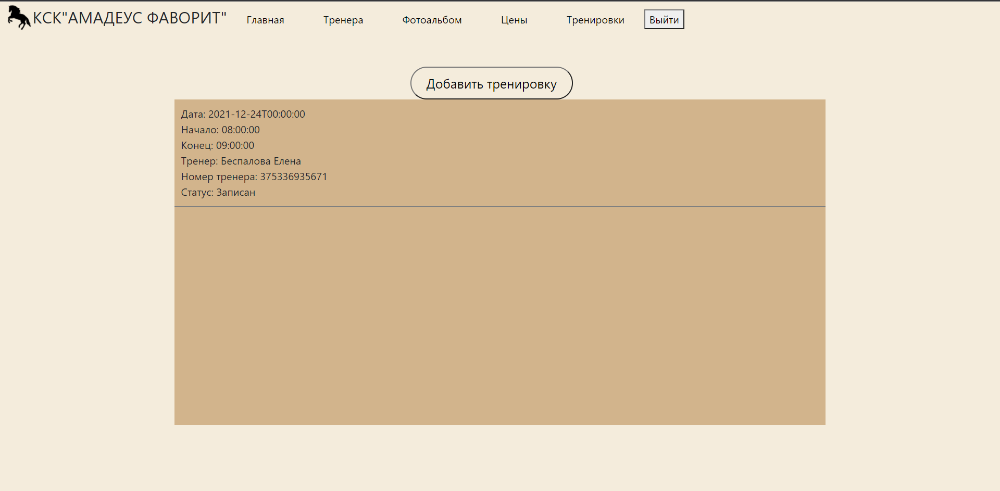 КСК"АМАДЕУС ФАВОРИТ" Главная Тренера Фотоальбом Цены Тренировки Выйти
Добавить тренировку
Дата: 2021-12-24T00:00:00
Начало: 08:00:00
Конец: 09:00:00
Тренер: Беспалова Елена
Номер тренера: 375336935671
Статус: Записан